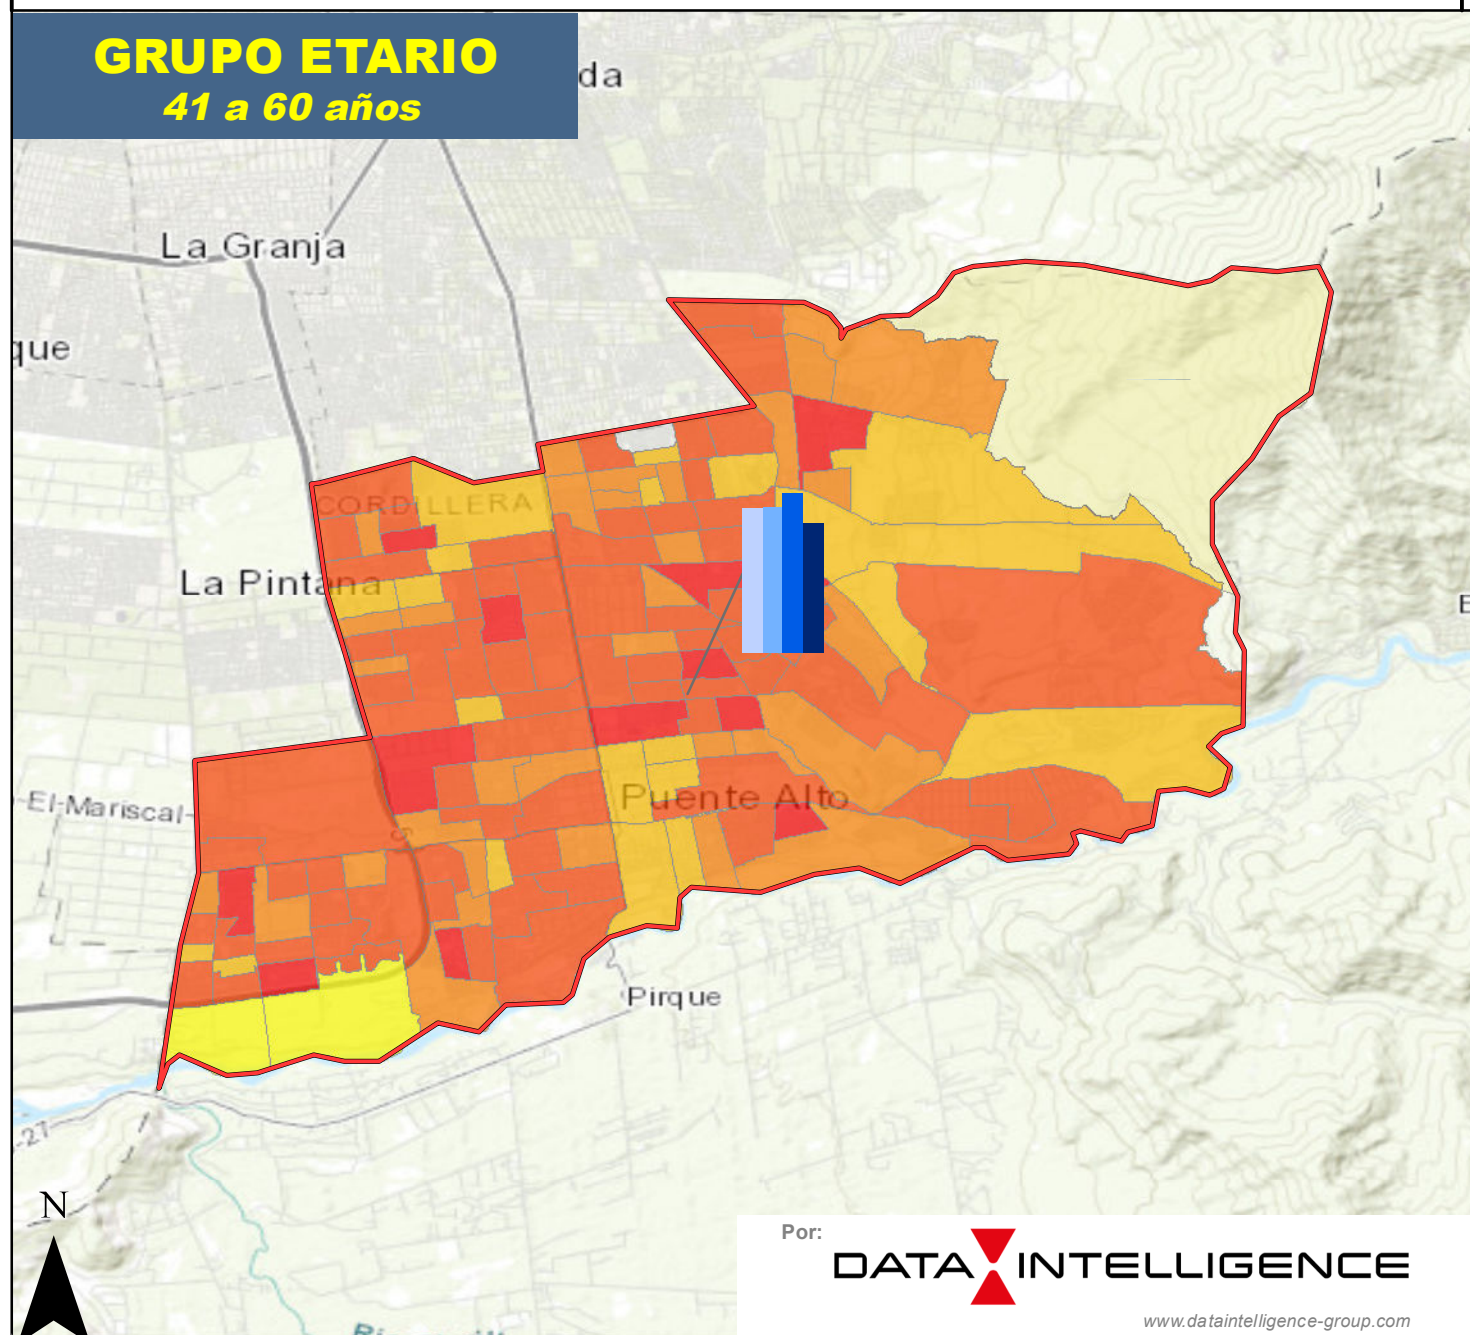 GRUPO ETARIO
41 a 60 años
da
La Granja
que
CORDILLERA
La Pintana
E
Puente Alto
El-Mariscal
S
Pirque
-27
N
Por:
DATA INTELLIGENCE
www.dataintelligence-group.com